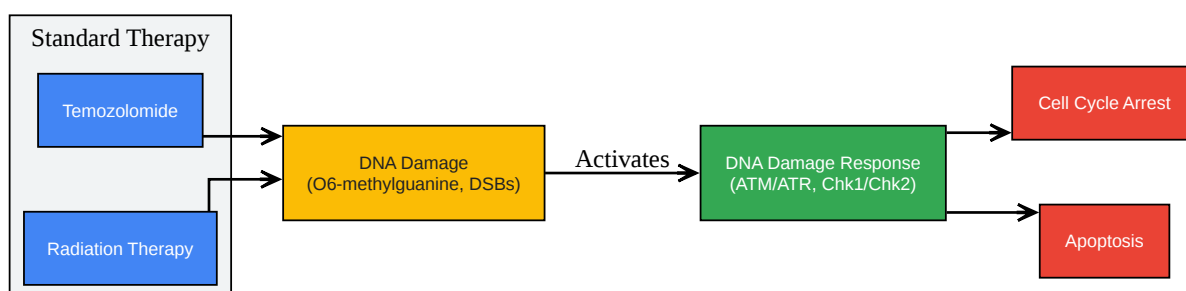 Standard Therapy
Temozolomide
Radiation Therapy
DNA Damage
(O6-methylguanine, DSBs)
Activates
DNA Damage Response
(ATM/ATR, Chk1/Chk2)
Cell Cycle Arrest
Apoptosis